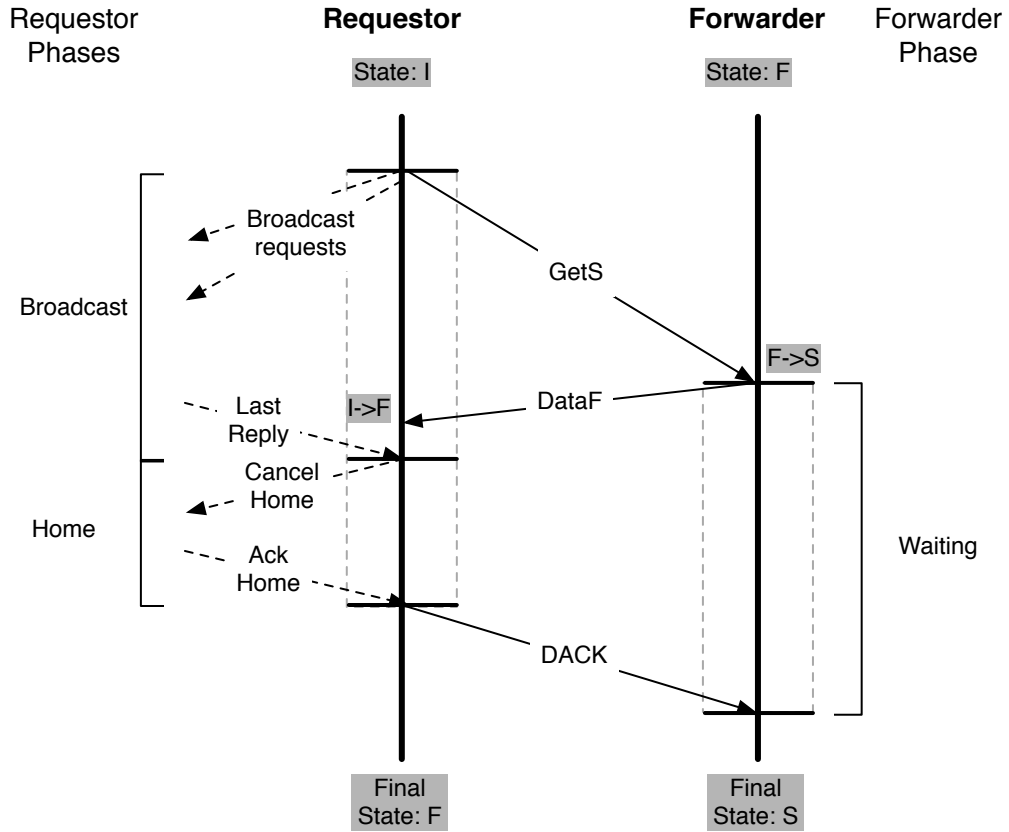 Requestor
Phases
Requestor
Forwarder
Forwarder
Phase
State: I
State: F
Broadcast
requests
GetS
Broadcast
F->S
I->F
DataF
Last
Reply
Cancel
Home
Home
Waiting
Ack
Home
DACK
Final
State: F
Final
State: S